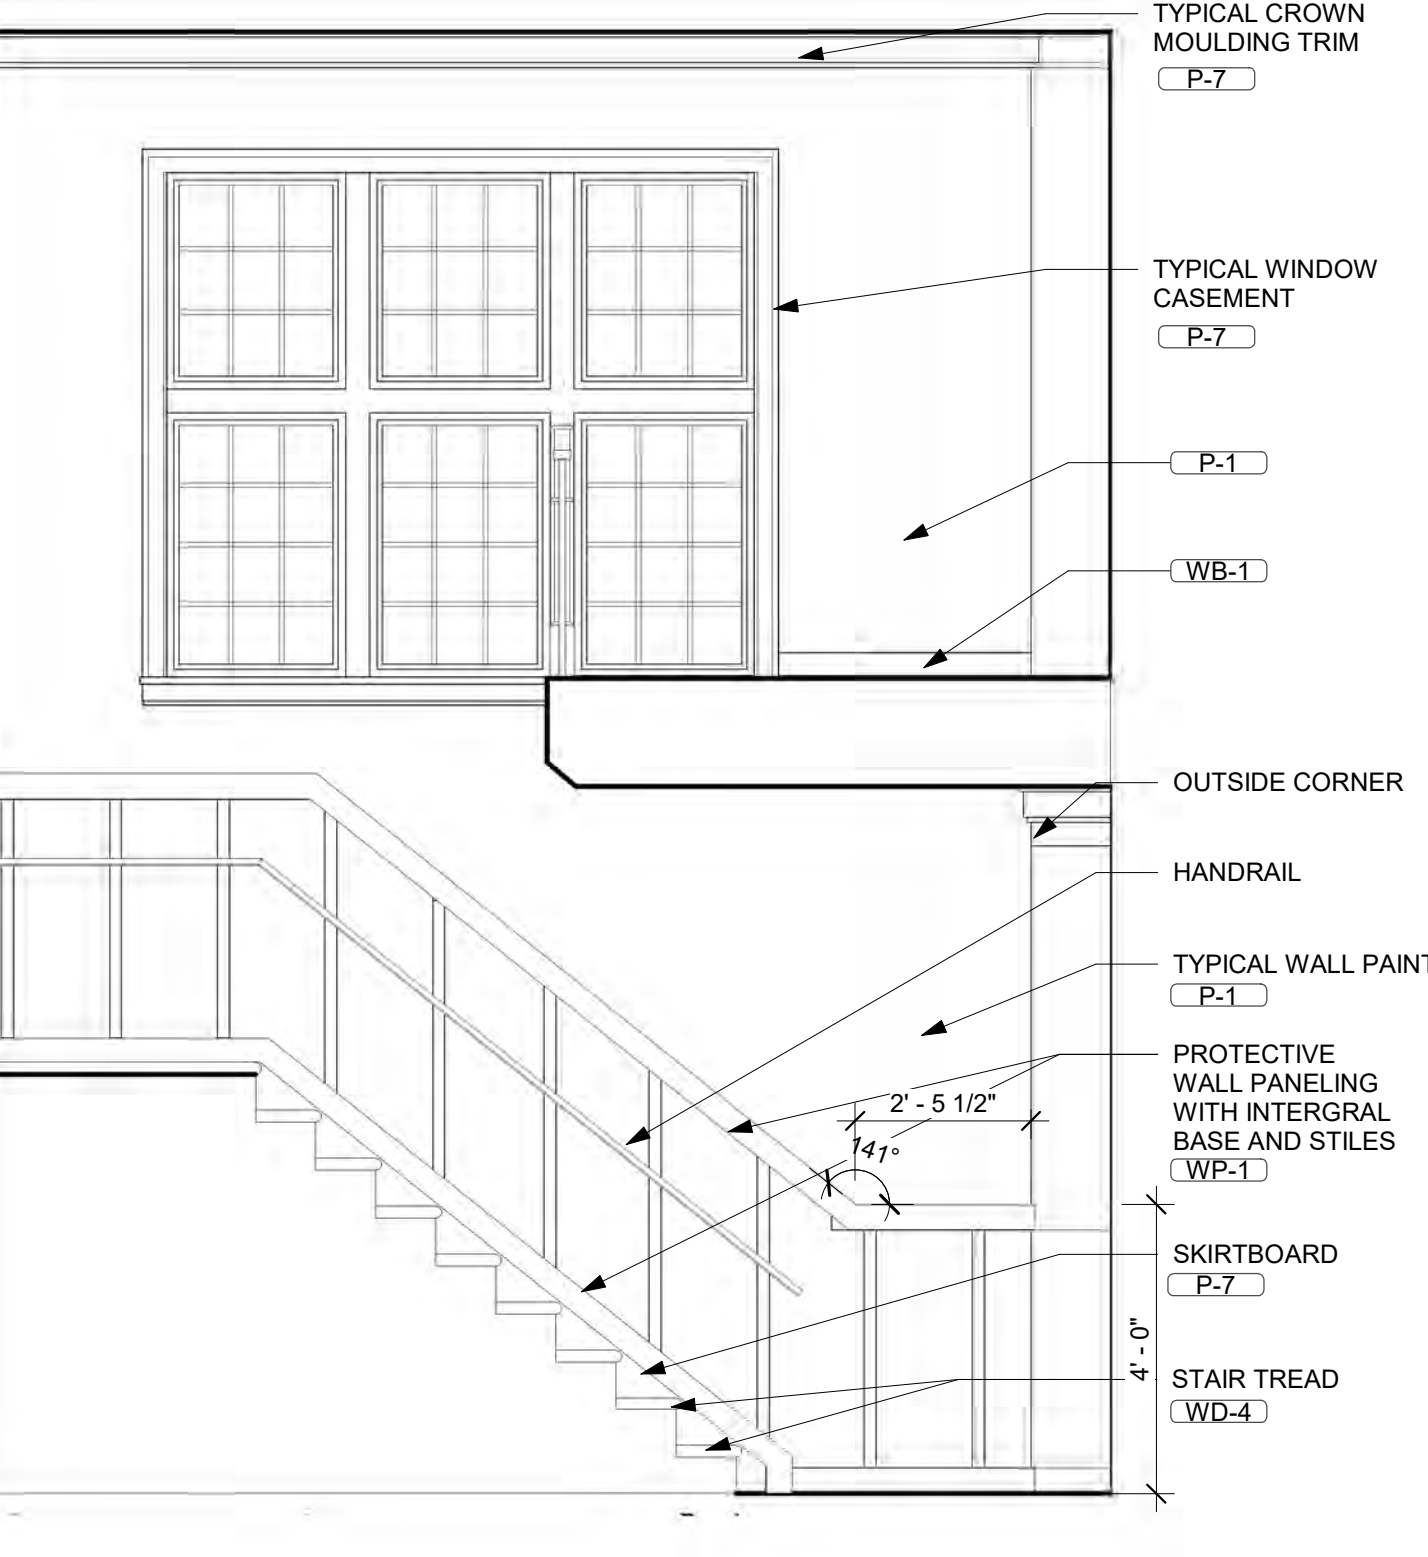 TYPICAL CROWN
MOULDING TRIM
P-7
TYPICAL WINDOW
CASEMENT
P-7
P-1
WB-1
OUTSIDE CORNER
HANDRAIL
TYPICAL WALL PAINT
P-1
PROTECTIVE
WALL PANELING
WITH INTERGRAL
BASE AND STILES
WP-1
2' - 5 1/2"
141°
SKIRTBOARD
P-7
4' - 0"
STAIR TREAD
WD-4